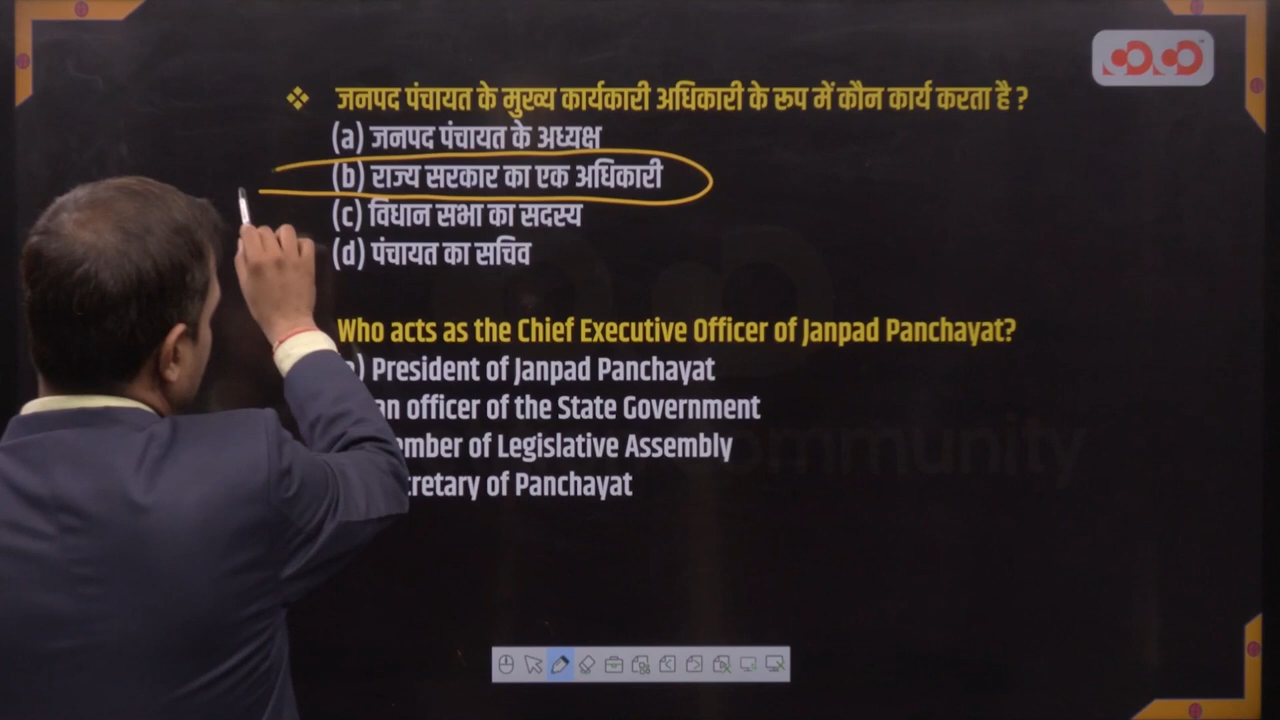 ❖ जनपद पंचायत के मुख्य कार्यकारी अधिकारी के रूप में कौन कार्य करता है ?
(a) जनपद पंचायत के अध्यक्ष
(b) राज्य सरकार का एक अधिकारी
(c) विधान सभा का सदस्य
(d) पंचायत का सचिव
Who acts as the Chief Executive Officer of Janpad Panchayat?
) President of Janpad Panchayat
an officer of the State Government
of Legislative Assembly
of Panchayat